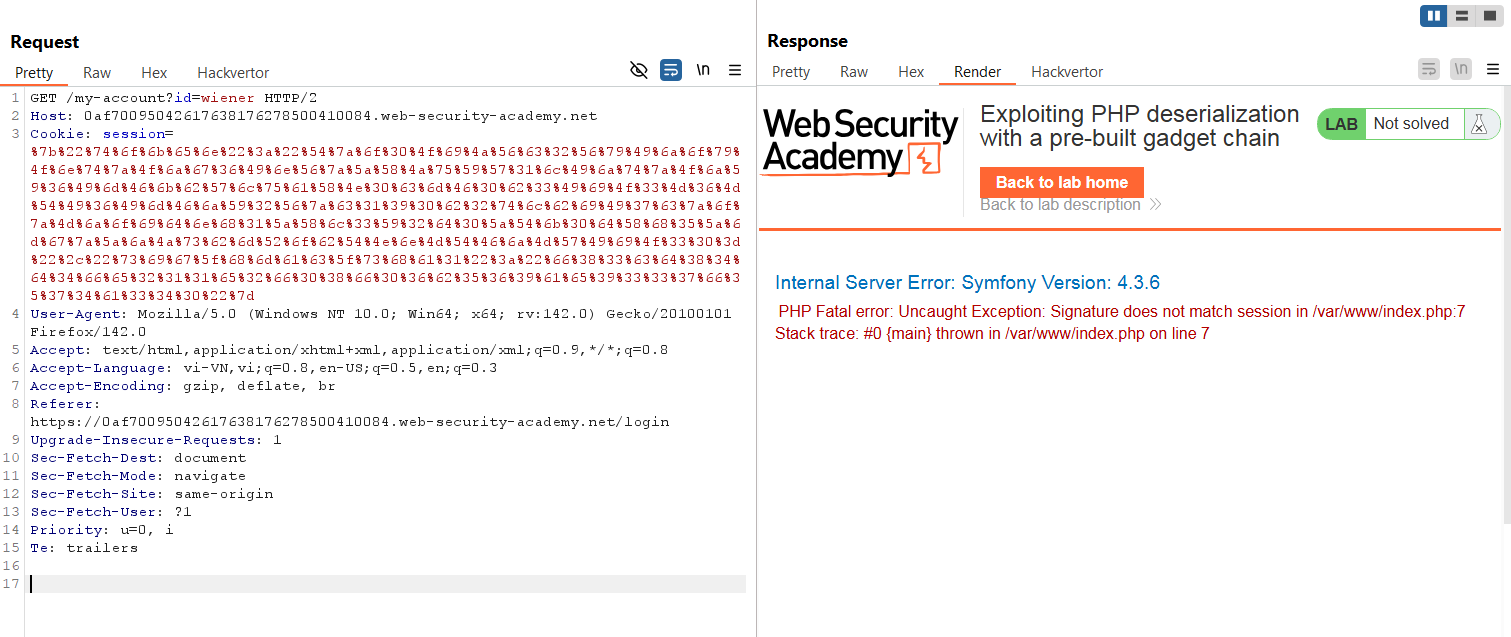 Request
Pretty Raw Hex Hackvertor \n
1 GET /my-account?id=wiener HTTP/2
2 Host: 0af70095042617638176278500410084.web-security-academy.net
3 Cookie: session=
%7b%22%74%6f%6b%65%6e%22%3a%22%54%7a%6f%30%4f%69%4a%56%63%32%56%79%49%6a%6f%79%
4f%6e%74%7a%4f%6a%67%36%49%6e%56%7a%5a%58%4a%75%59%57%31%6c%49%6a%74%7a%4f%6a%5
9%36%49%6d%46%6b%62%57%6c%75%61%58%4e%30%63%6d%46%30%62%33%49%69%4f%33%4d%36%4d
%54%49%36%49%6d%46%6a%59%32%56%7a%63%31%39%30%62%32%74%6c%62%69%49%37%63%7a%6f%
7a%4d%6a%6f%69%64%6e%68%31%5a%58%6c%33%59%32%64%30%5a%54%6b%30%64%58%68%35%5a%6
d%67%7a%5a%6a%4a%73%62%6d%52%6f%62%54%4e%6e%4d%54%46%6a%4d%57%49%69%4f%33%30%3d
%22%2c%22%73%69%67%5f%68%6d%61%63%5f%73%68%61%31%22%3a%22%66%38%33%63%64%38%34%
64%34%66%65%32%31%31%65%32%66%30%38%66%30%36%62%35%36%39%61%65%39%33%33%37%66%3
5%37%34%61%33%34%30%22%7d
4 User-Agent: Mozilla/5.0 (Windows NT 10.0; Win64; x64; rv:142.0) Gecko/20100101
Firefox/142.0
5 Accept: text/html,application/xhtml+xml,application/xml;q=0.9,*/*;q=0.8
6 Accept-Language: vi-VN,vi;q=0.8,en-US;q=0.5,en;q=0.3
7 Accept-Encoding: gzip, deflate, br
8 Referer:
https://0af70095042617638176278500410084.web-security-academy.net/login
9 Upgrade-Insecure-Requests: 1
10 Sec-Fetch-Dest: document
11 Sec-Fetch-Mode: navigate
12 Sec-Fetch-Site: same-origin
13 Sec-Fetch-User: ?1
14 Priority: u=0, i
15 Te: trailers
16
17
Response
Pretty Raw Hex Render Hackvertor \n
Web Security
Academy
Exploiting PHP deserialization
with a pre-built gadget chain
LAB Not solved
Back to lab home
Back to lab description
Internal Server Error: Symfony Version: 4.3.6
PHP Fatal error: Uncaught Exception: Signature does not match session in /var/www/index.php:7
Stack trace: #0 {main} thrown in /var/www/index.php on line 7